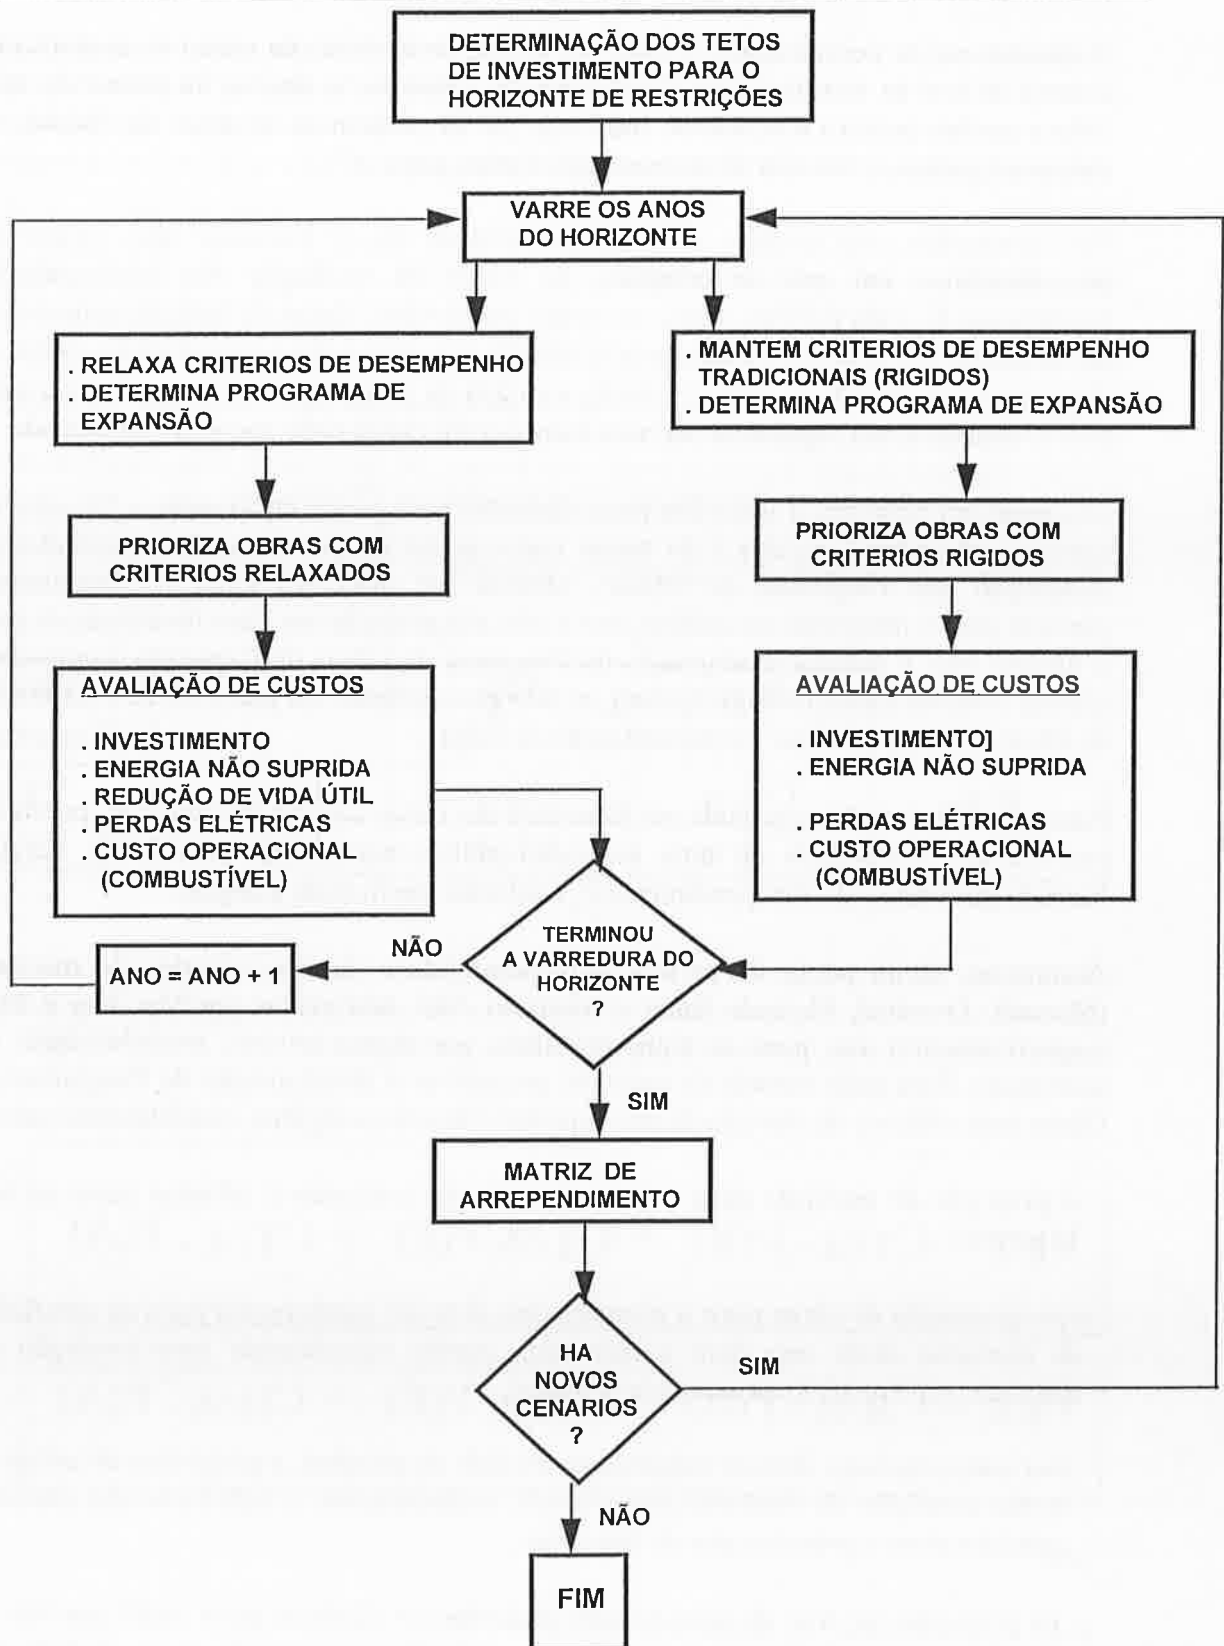 DETERMINAÇÃO DOS TETOS
DE INVESTIMENTO PARA O
HORIZONTE DE RESTRIÇÕES
VARRE OS ANOS
DO HORIZONTE
. RELAXA CRITERIOS DE DESEMPENHO
. DETERMINA PROGRAMA DE
EXPANSÃO
. MANTEM CRITERIOS DE DESEMPENHO
TRADICIONAIS (RIGIDOS)
. DETERMINA PROGRAMA DE EXPANSÃO
PRIORIZA OBRAS COM
CRITERIOS RELAXADOS
PRIORIZA OBRAS COM
CRITERIOS RIGIDOS
AVALIAÇÃO DE CUSTOS
. INVESTIMENTO
. ENERGIA NÃO SUPRIDA
. REDUÇÃO DE VIDA ÚTIL
. PERDAS ELÉTRICAS
. CUSTO OPERACIONAL
(COMBUSTÍVEL)
AVALIAÇÃO DE CUSTOS
. INVESTIMENTO]
. ENERGIA NÃO SUPRIDA
. PERDAS ELÉTRICAS
. CUSTO OPERACIONAL
(COMBUSTÍVEL)
TERMINOU
A VARREDURA DO
HORIZONTE
?
NÃO
ANO = ANO + 1
SIM
MATRIZ DE
ARREPENDIMENTO
HA
NOVOS
CENARIOS
?
SIM
NÃO
FIM